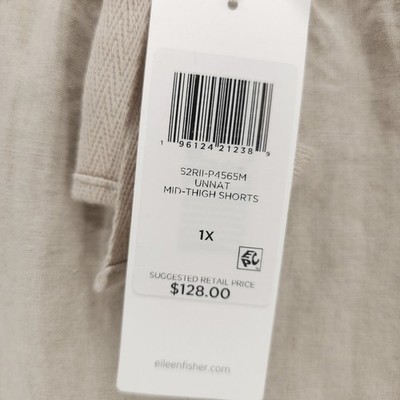 1 96124 21238 9
S2RII-P4565M
UNNAT
MID-THIGH SHORTS
1X
SUGGESTED RETAIL PRICE
$128.00
eileenfisher.com